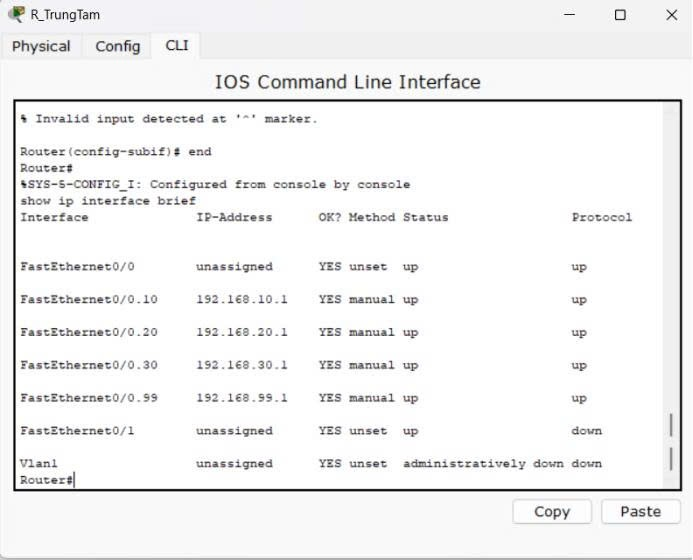 R_TrungTam
Physical Config CLI
IOS Command Line Interface
% Invalid input detected at '^' marker.
Router(config-subif)# end
Router#
%SYS-5-CONFIG_I: Configured from console by console
show ip interface brief
Interface IP-Address OK? Method Status Protocol
FastEthernet0/0 unassigned YES unset up up
FastEthernet0/0.10 192.168.10.1 YES manual up up
FastEthernet0/0.20 192.168.20.1 YES manual up up
FastEthernet0/0.30 192.168.30.1 YES manual up up
FastEthernet0/0.99 192.168.99.1 YES manual up up
FastEthernet0/1 unassigned YES unset up down
Vlan1 unassigned YES unset administratively down down
Router#
Copy Paste